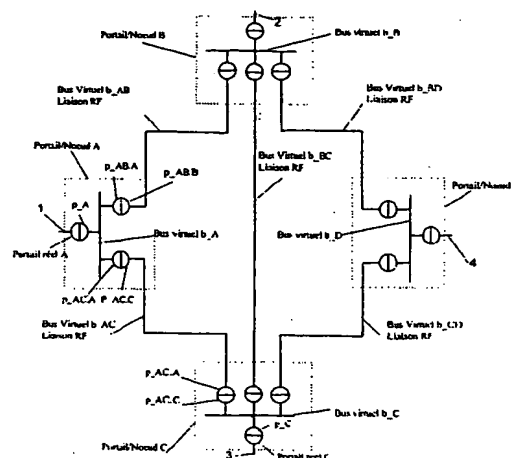 2
Portail/Noeud B
Bus virtuel b_B
Bus Virtuel b_AB
Liaison RF
Bus Virtuel b_BD
Liaison RF
Portail/Noeud A
p_AB.A
p_AB.B
Bus Virtuel b_BC
Liaison RF
Portail/Noeud
1
p_A
Portail réel A
Bus virtuel b_A
Bus virtuel b_D
4
p_AC.A
p_AC.C
Bus Virtuel b_AC
Liaison RF
Bus Virtuel b_CD
Liaison RF
p_AC.A
p_AC.C
Bus virtuel b_C
p_C
Portail/Noeud C
3
Portail réel C